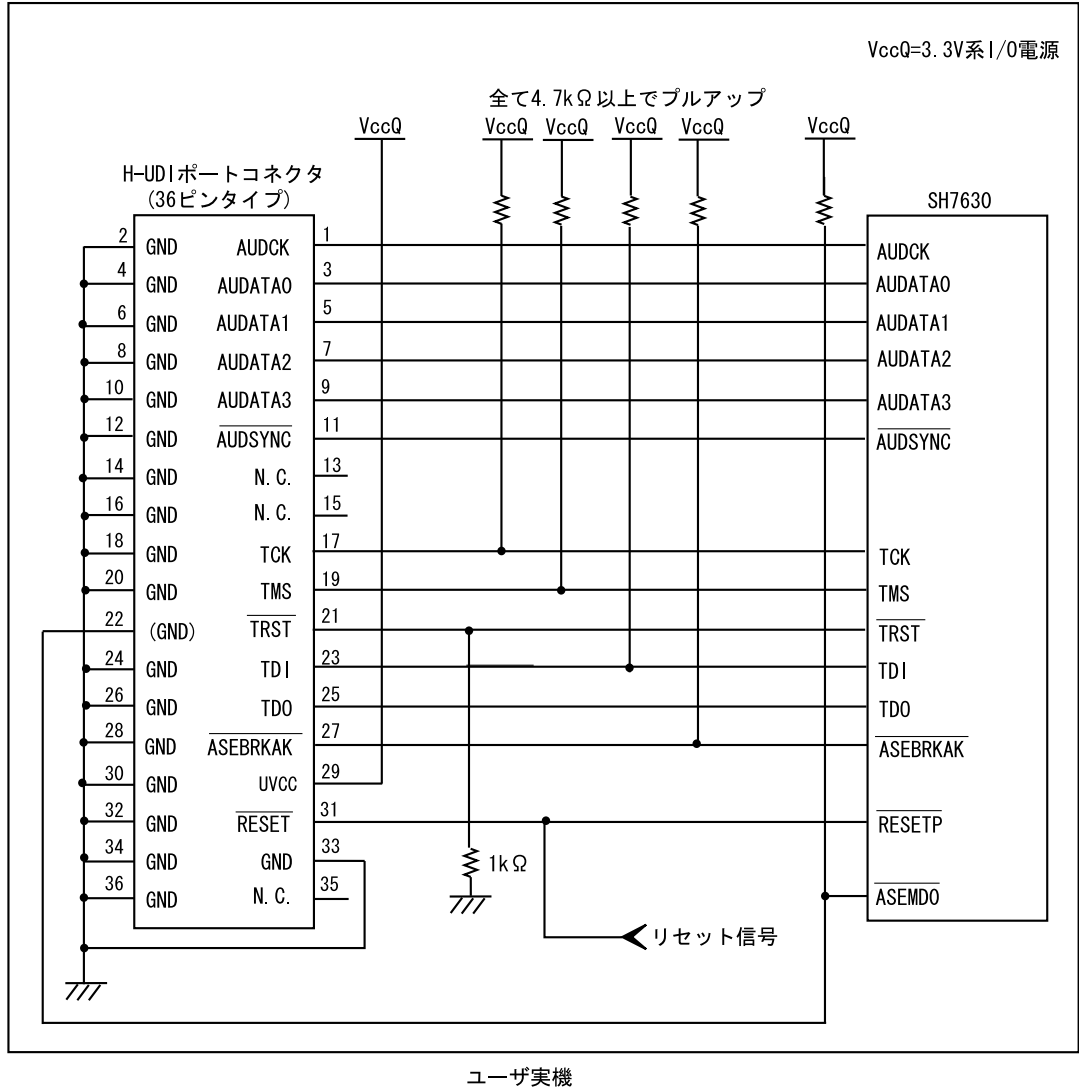 VccQ=3.3V系I/O電源
全て4.7kΩ以上でプルアップ
VccQ VccQ VccQ VccQ VccQ VccQ
H-UDIポートコネクタ
(36ピンタイプ)
SH7630
2 GND AUDCK 1 AUDCK
4 GND AUDATA0 3 AUDATA0
6 GND AUDATA1 5 AUDATA1
8 GND AUDATA2 7 AUDATA2
10 GND AUDATA3 9 AUDATA3
12 GND AUDSYNC 11 AUDSYNC
14 GND N.C. 13
16 GND N.C. 15
18 GND TCK 17 TCK
20 GND TMS 19 TMS
22 (GND) TRST 21 TRST
24 GND TDI 23 TDI
26 GND TDO 25 TDO
28 GND ASEBRKAK 27 ASEBRKAK
30 GND UVCC 29
32 GND RESET 31 RESETP
34 GND GND 33
1kΩ
36 GND N.C. 35 ASEMD0
リセット信号
ユーザ実機